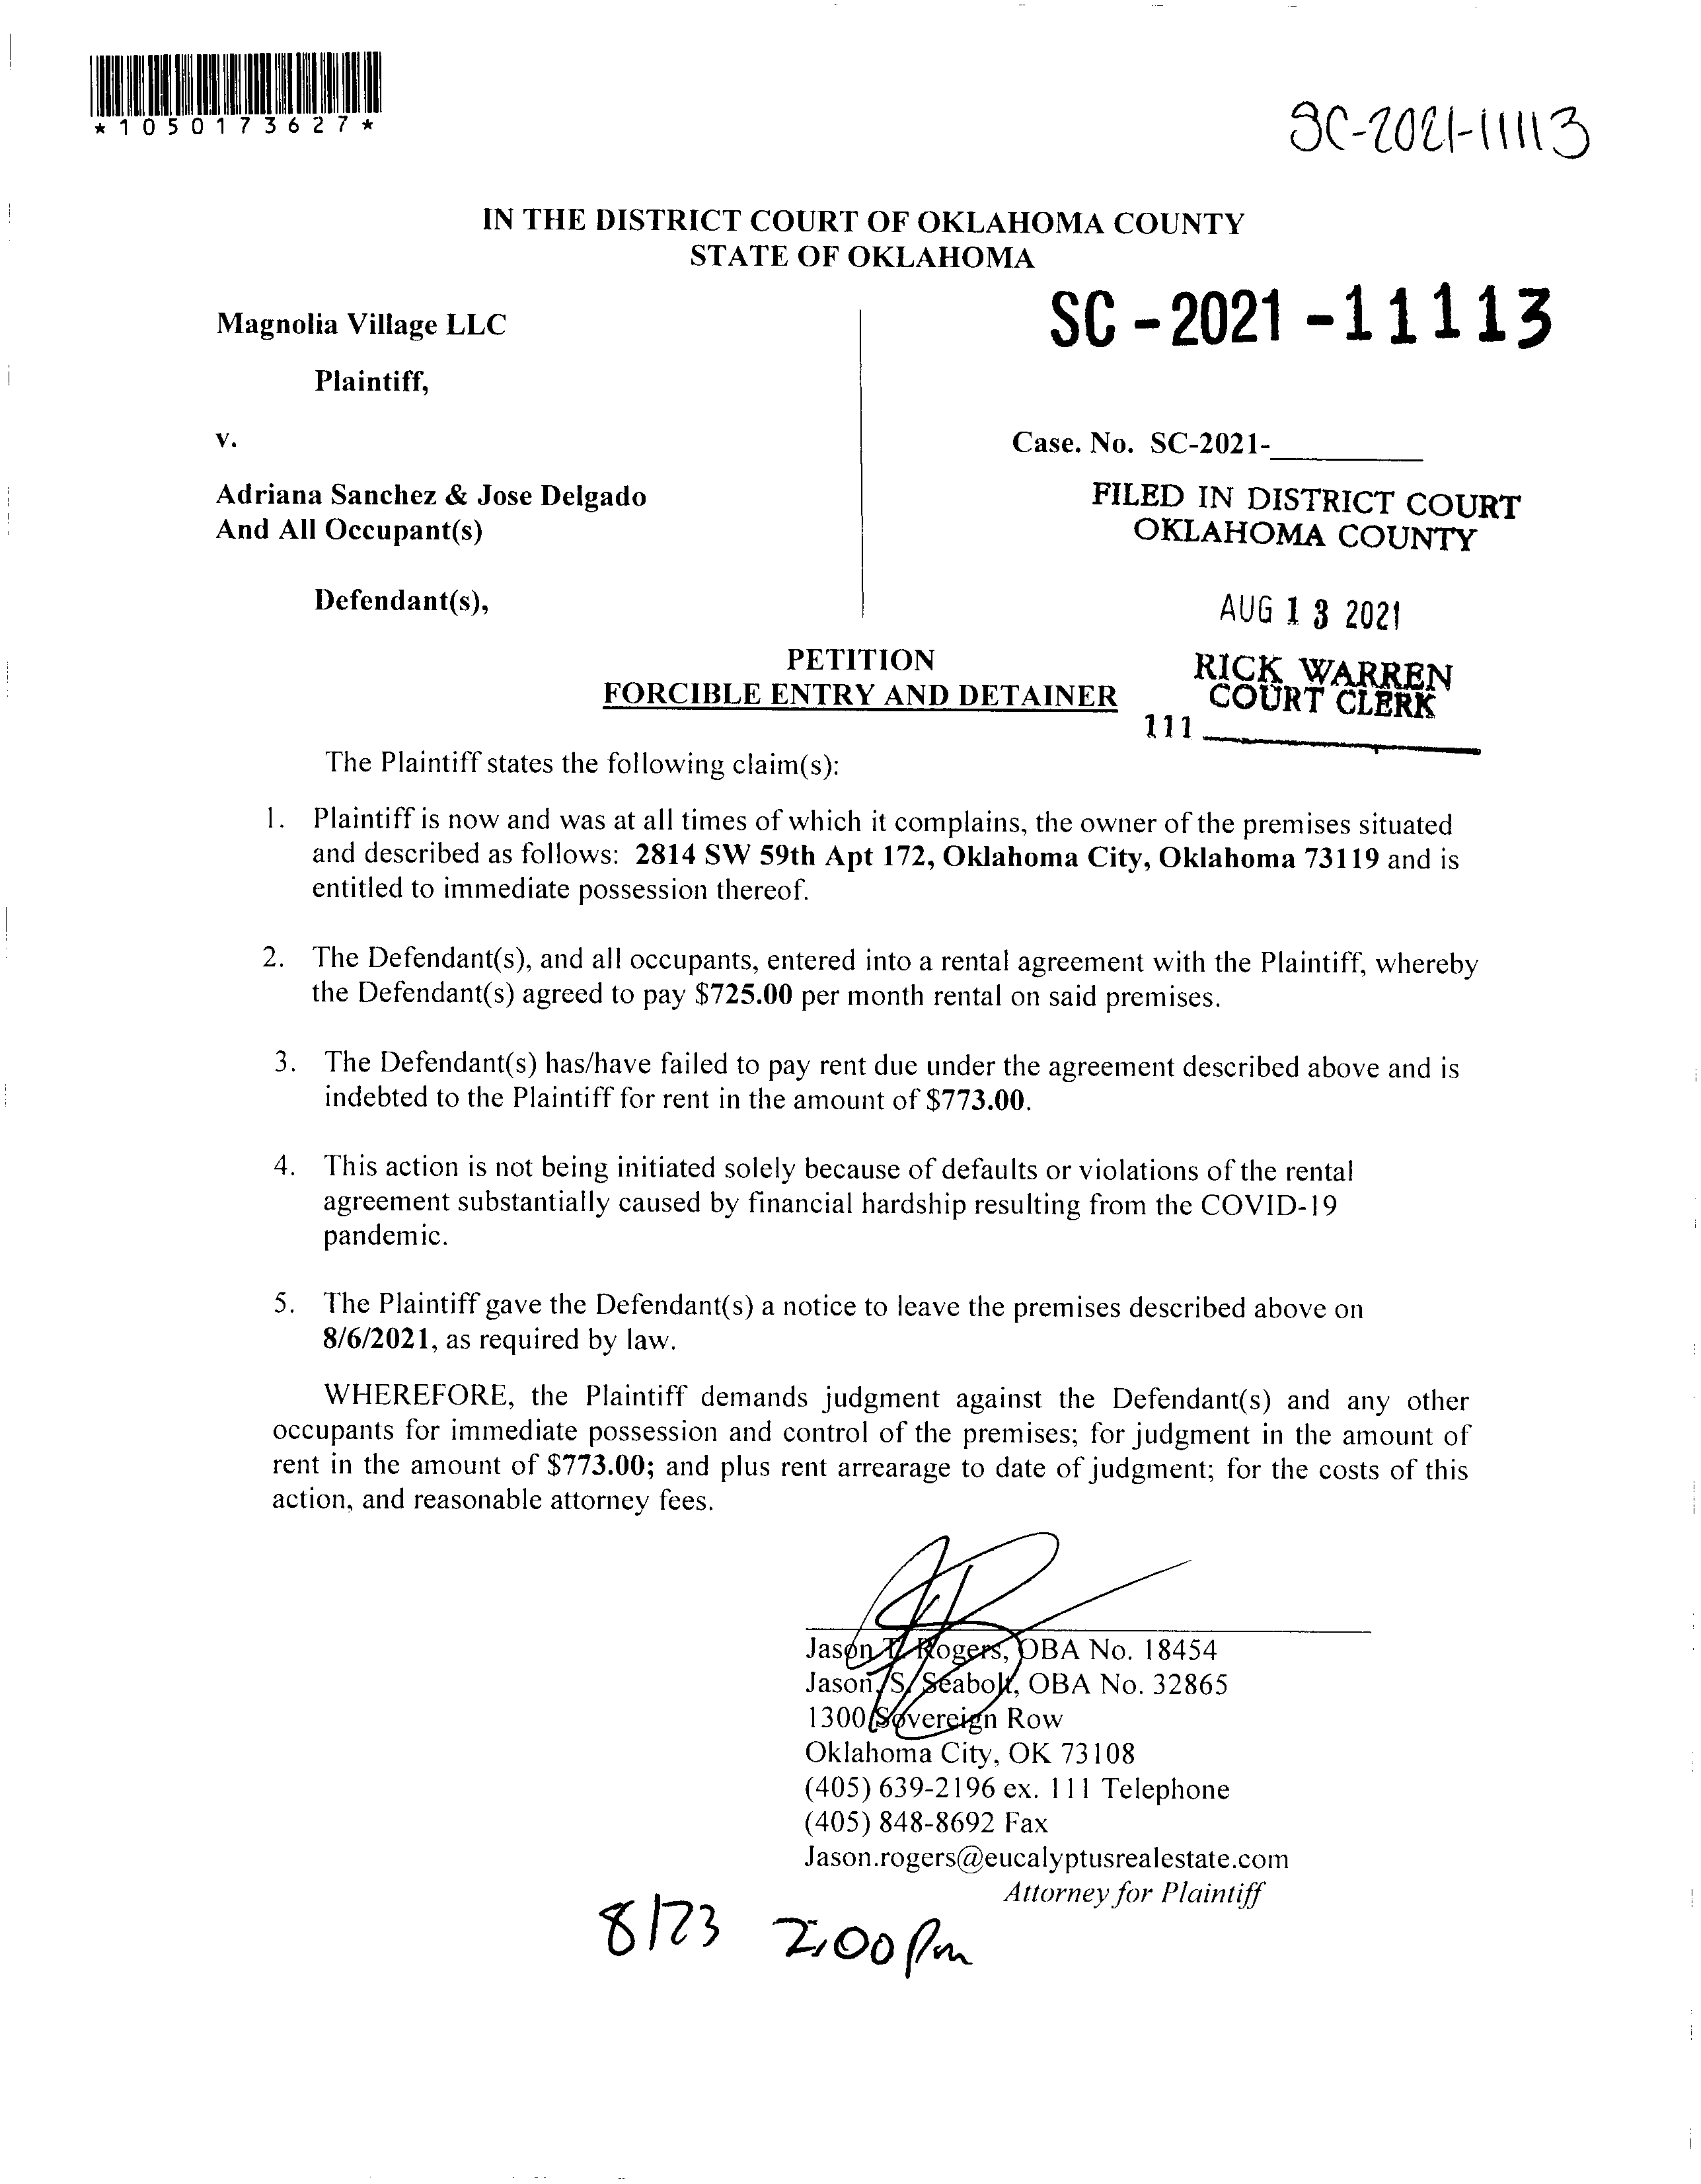 *1050173627*
SC-2021-11113
IN THE DISTRICT COURT OF OKLAHOMA COUNTY
STATE OF OKLAHOMA
SC-2021-11113
Magnolia Village LLC
Plaintiff,
v.
Case. No. SC-2021-_________
Adriana Sanchez & Jose Delgado
And All Occupant(s)
FILED IN DISTRICT COURT
OKLAHOMA COUNTY
Defendant(s),
AUG 13 2021
PETITION
FORCIBLE ENTRY AND DETAINER
RICK WARREN
COURT CLERK
111
The Plaintiff states the following claim(s):
1. Plaintiff is now and was at all times of which it complains, the owner of the premises situated
and described as follows: 2814 SW 59th Apt 172, Oklahoma City, Oklahoma 73119 and is
entitled to immediate possession thereof.
2. The Defendant(s), and all occupants, entered into a rental agreement with the Plaintiff, whereby
the Defendant(s) agreed to pay $725.00 per month rental on said premises.
3. The Defendant(s) has/have failed to pay rent due under the agreement described above and is
indebted to the Plaintiff for rent in the amount of $773.00.
4. This action is not being initiated solely because of defaults or violations of the rental
agreement substantially caused by financial hardship resulting from the COVID-19
pandemic.
5. The Plaintiff gave the Defendant(s) a notice to leave the premises described above on
8/6/2021, as required by law.
WHEREFORE, the Plaintiff demands judgment against the Defendant(s) and any other
occupants for immediate possession and control of the premises; for judgment in the amount of
rent in the amount of $773.00; and plus rent arrearage to date of judgment; for the costs of this
action, and reasonable attorney fees.
Jason T. Rogers, OBA No. 18454
Jason S. Seabolt, OBA No. 32865
1300 Sovereign Row
Oklahoma City, OK 73108
(405) 639-2196 ex. 111 Telephone
(405) 848-8692 Fax
Jason.rogers@eucalyptusrealestate.com
Attorney for Plaintiff
8/23 2:00 pm